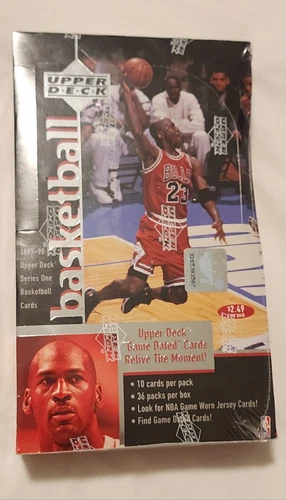 UPPER
DECK
basketball
BULLS
23
1997-98
Upper Deck
Series One
Basketball
Cards
$2.49
Upper Deck
"Game Dated" Cards
Relive The Moment!
• 10 cards per pack
• 36 packs per box
• Look for NBA Game Worn Jersey Cards!
• Find Game Dated Cards!